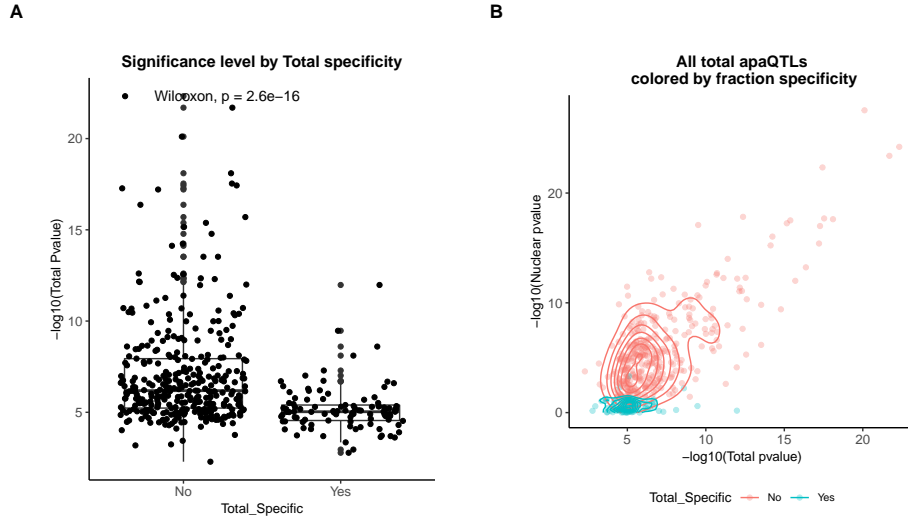 A
Significance level by Total specificity
Wilcoxon, p = 2.6e−16
20
15
10
5
−log10(Total Pvalue)
No
Yes
Total_Specific
B
All total apaQTLs
colored by fraction specificity
20
10
0
−log10(Nuclear pvalue
5
10
15
20
−log10(Total pvalue)
Total_Specific
No
Yes